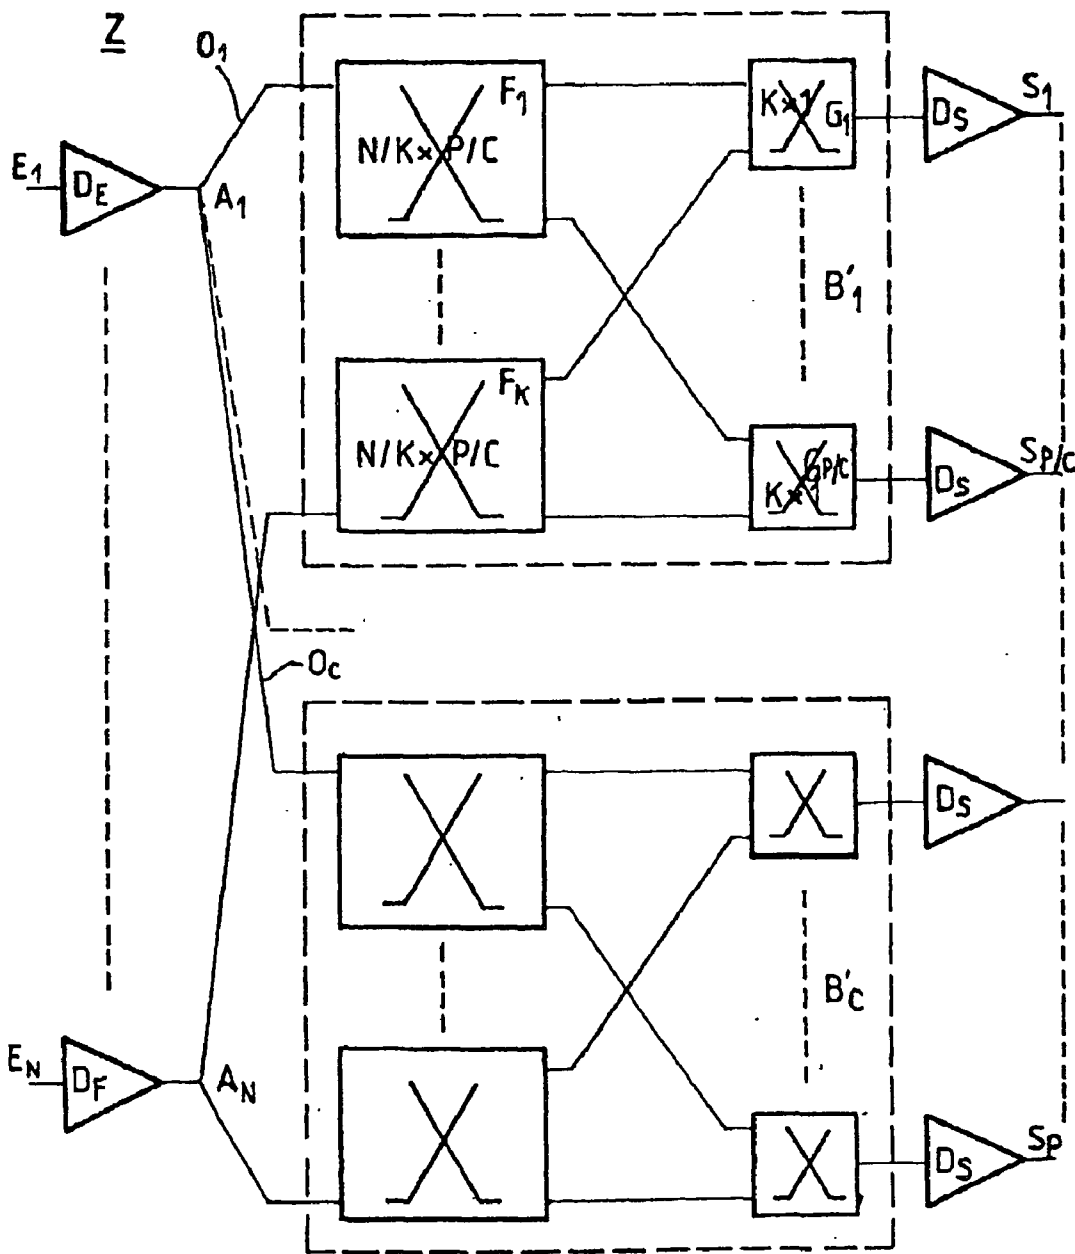 Z
O1
F1
N/K× P/C
K×1
G1
DS
S1
E1
DE
A1
B'1
FK
N/K× P/C
GP/C
K×1
DS
SP/C
OC
DS
B'C
EN
DF
AN
DS
SP